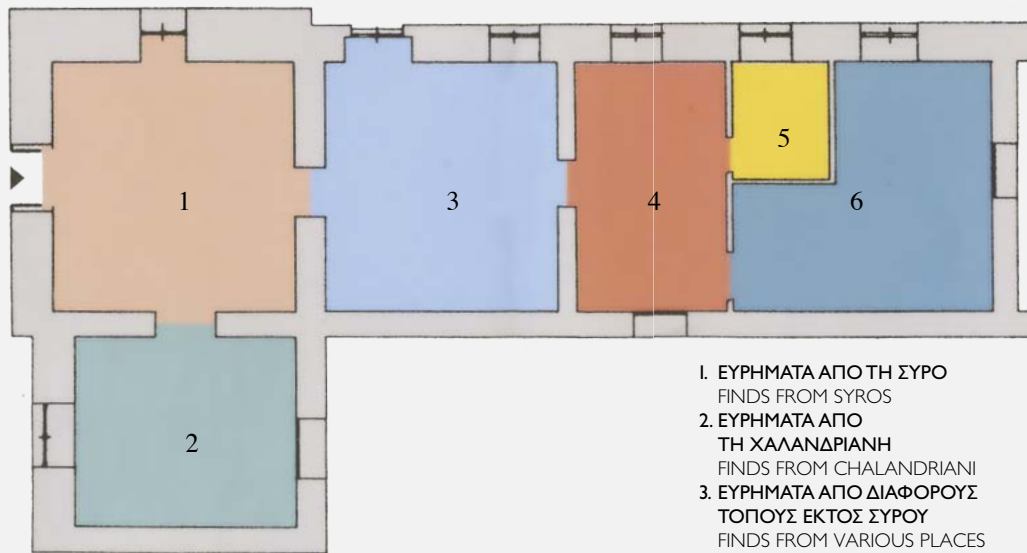 1
2
3
4
5
6
1. ΕΥΡΗΜΑΤΑ ΑΠΟ ΤΗ ΣΥΡΟ
FINDS FROM SYROS
2. ΕΥΡΗΜΑΤΑ ΑΠΟ
ΤΗ ΧΑΛΑΝΔΡΙΑΝΗ
FINDS FROM CHALANDRIANI
3. ΕΥΡΗΜΑΤΑ ΑΠΟ ΔΙΑΦΟΡΟΥΣ
ΤΟΠΟΥΣ ΕΚΤΟΣ ΣΥΡΟΥ
FINDS FROM VARIOUS PLACES